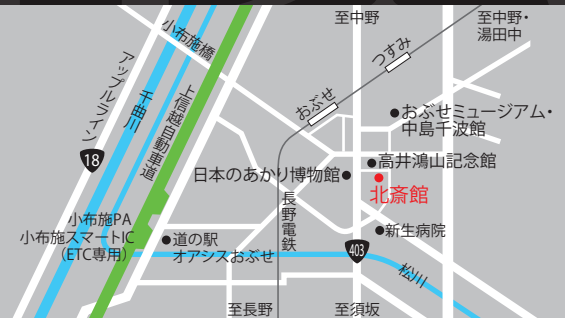 至中野
至中野・
湯田中
小布施橋
つすみ
アップルライン
千曲川
上信越自動車道
おぶせ
おぶせミュージアム・
中島千波館
18
高井鴻山記念館
日本のあかり博物館
北斎館
長野電鉄
小布施PA
小布施スマートIC
（ETC専用）
道の駅
オアシスおぶせ
新生病院
403
松川
至長野
至須坂